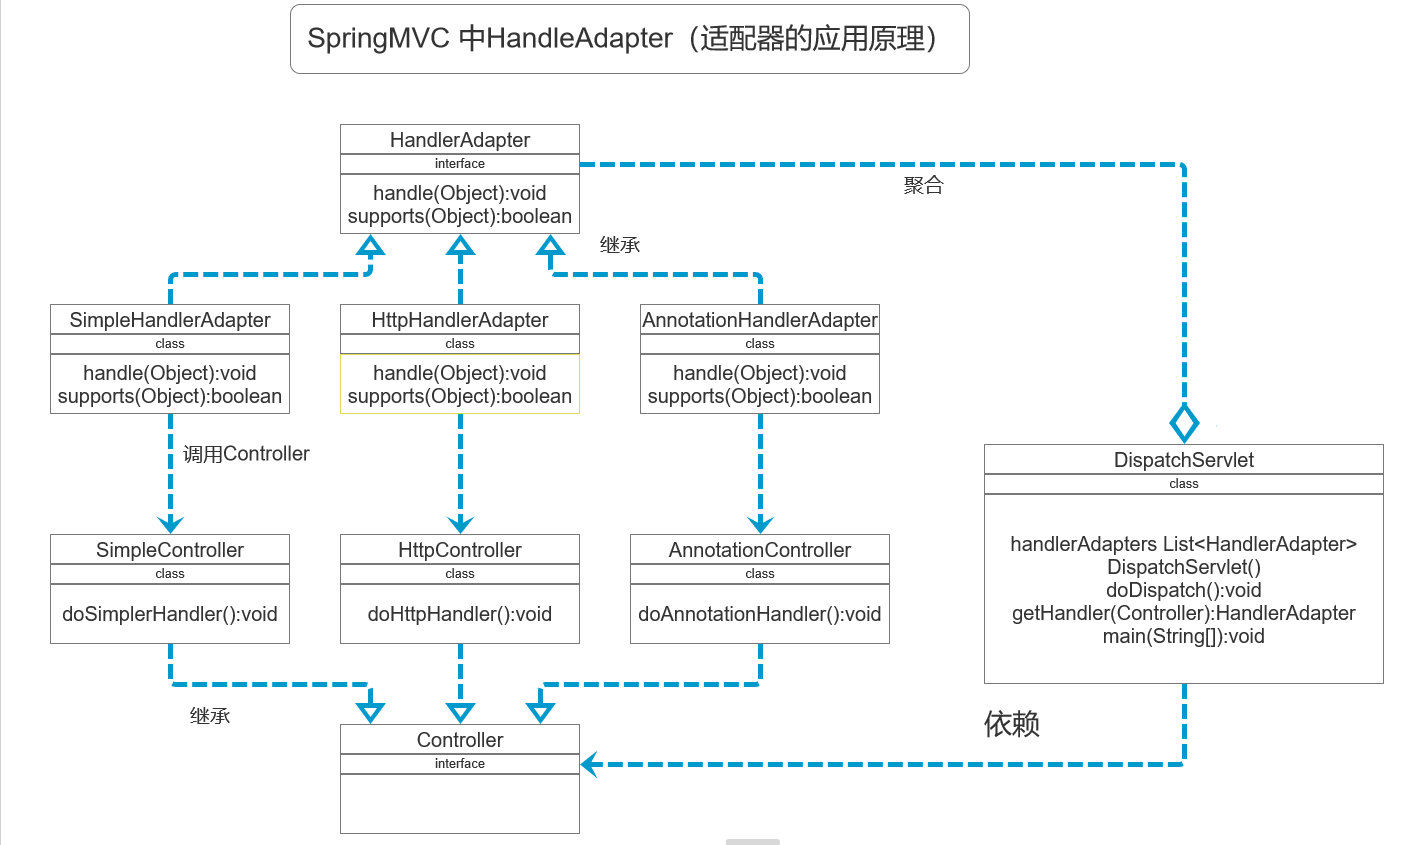 SpringMVC 中HandleAdapter（适配器的应用原理）
HandlerAdapter
interface
handle(Object):void
supports(Object):boolean
聚合
继承
SimpleHandlerAdapter
class
handle(Object):void
supports(Object):boolean
HttpHandlerAdapter
class
handle(Object):void
supports(Object):boolean
AnnotationHandlerAdapter
class
handle(Object):void
supports(Object):boolean
调用Controller
DispatchServlet
class
handlerAdapters List<HandlerAdapter>
DispatchServlet()
doDispatch():void
getHandler(Controller):HandlerAdapter
main(String[]):void
SimpleController
class
doSimplerHandler():void
HttpController
class
doHttpHandler():void
AnnotationController
class
doAnnotationHandler():void
继承
依赖
Controller
interface